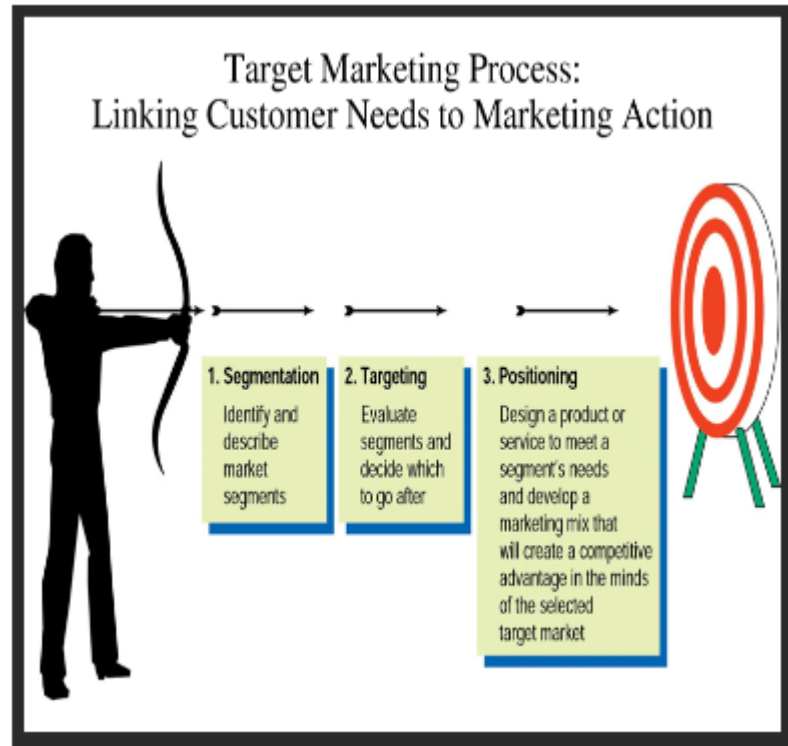 Target Marketing Process:
Linking Customer Needs to Marketing Action
1. Segmentation
Identify and
describe
market
segments
2. Targeting
Evaluate
segments and
decide which
to go after
3. Positioning
Design a product or
service to meet a
segment's needs
and develop a
marketing mix that
will create a competitive
advantage in the minds
of the selected
target market